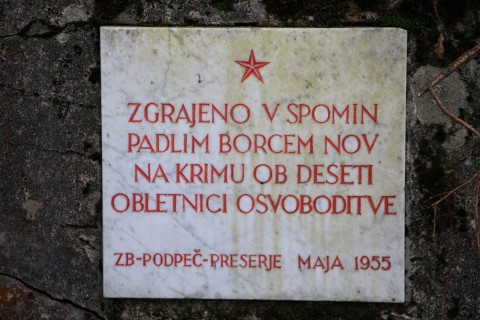 ZGRAJENO V SPOMIN
PADLIM BORCEM NOV
NA KRIMU OB DESETI
OBLETNICI OSVOBODITVE
ZB-PODPEČ-PRESERJE MAJA 1955